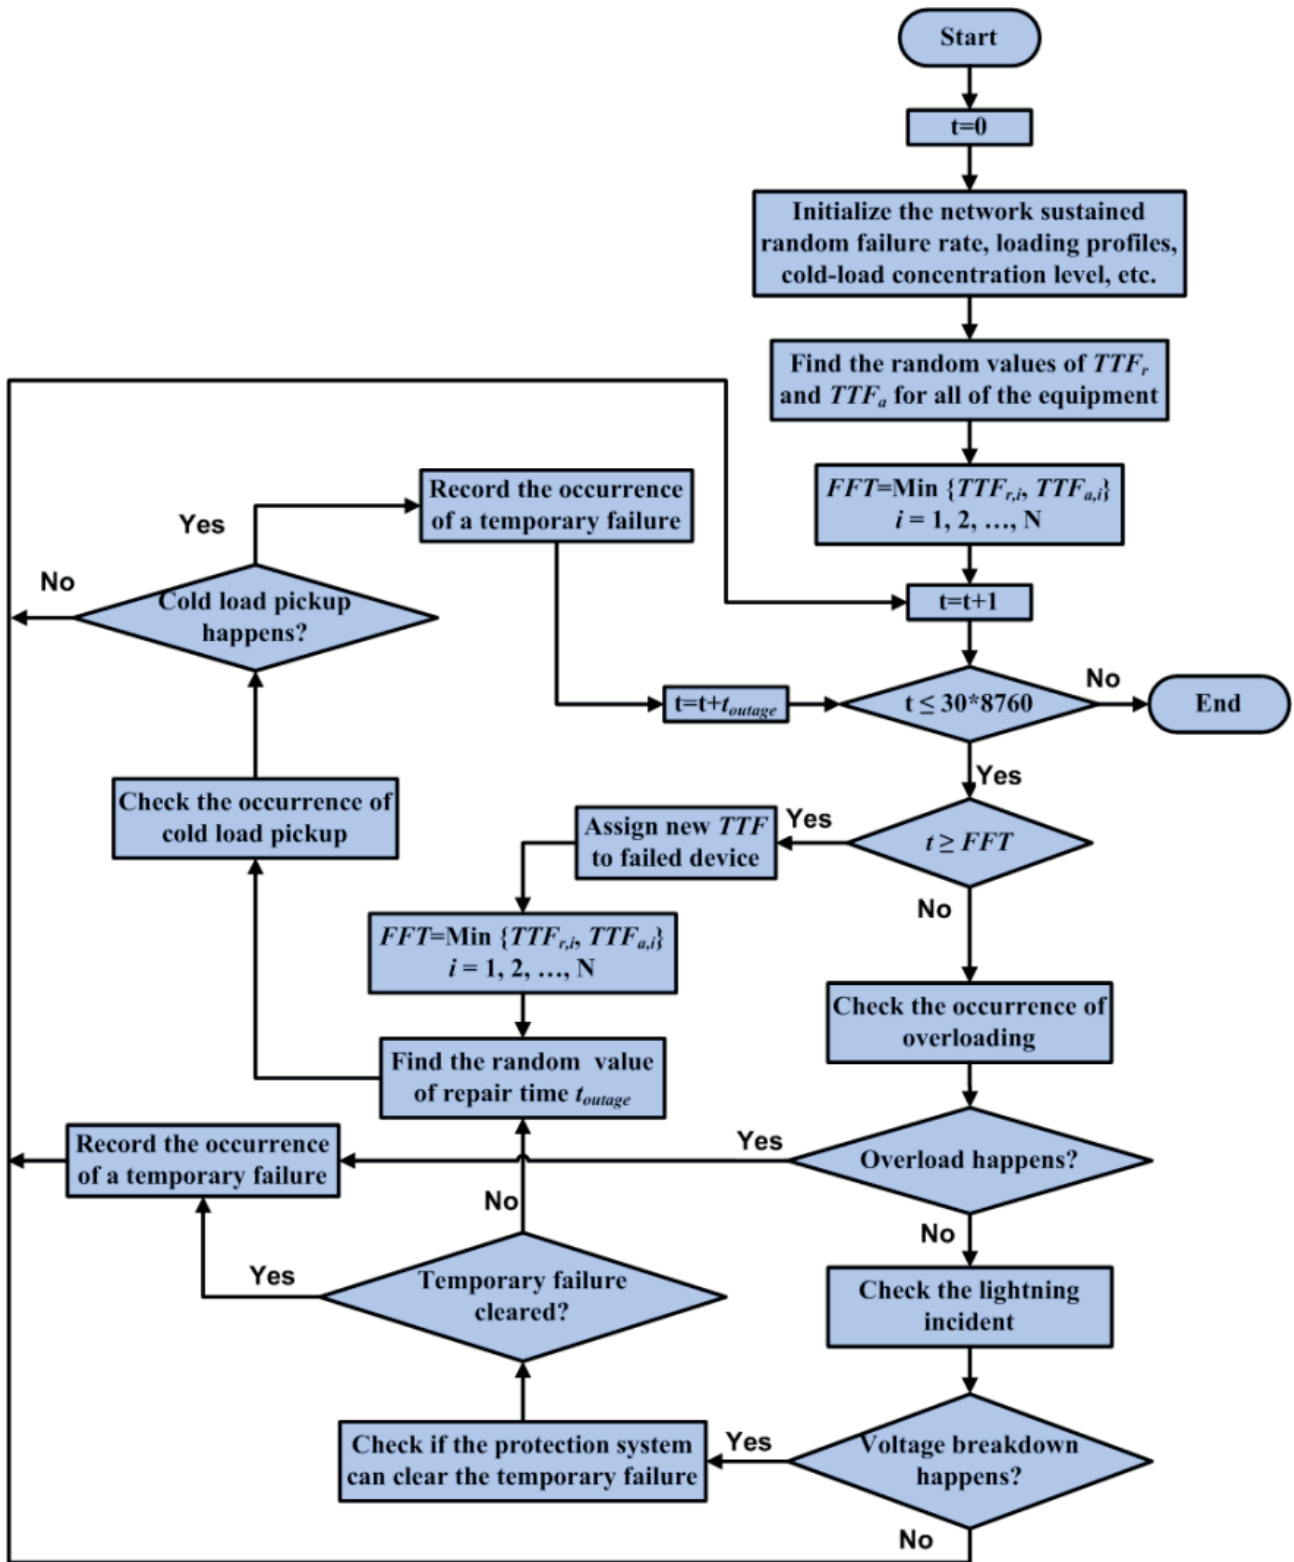 Start
t=0
Initialize the network sustained
random failure rate, loading profiles,
cold-load concentration level, etc.
Find the random values of TTFr
and TTFa for all of the equipment
FFT=Min {TTFr,i, TTFa,i}
i = 1, 2, ..., N
t=t+1
t ≤ 30*8760
No
End
Yes
t ≥ FFT
Yes
Assign new TTF
to failed device
FFT=Min {TTFr,i, TTFa,i}
i = 1, 2, ..., N
Find the random value
of repair time toutage
Check the occurrence of
cold load pickup
Cold load pickup
happens?
No
Yes
Record the occurrence
of a temporary failure
t=t+toutage
No
Check the occurrence of
overloading
Overload happens?
Yes
Record the occurrence
of a temporary failure
No
Check the lightning
incident
Voltage breakdown
happens?
Yes
Check if the protection system
can clear the temporary failure
Temporary failure
cleared?
Yes
No
No